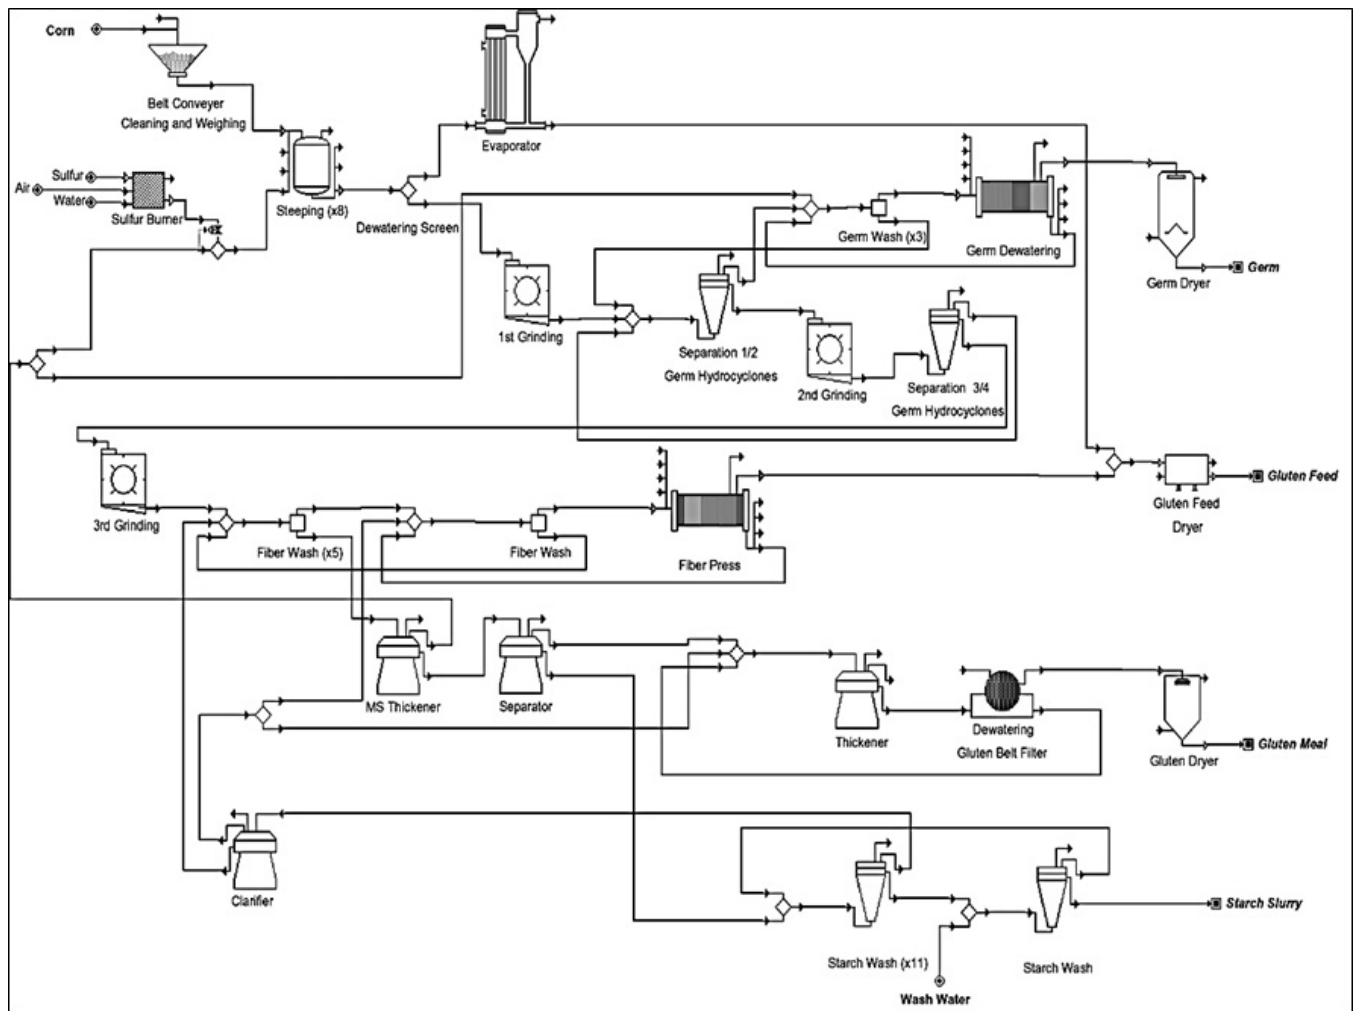 Corn
Belt Conveyer
Cleaning and Weighing
Evaporator
Sulfur
Air
Water
Sulfur Burner
Steeping (x8)
Dewatering Screen
Germ Wash (x3)
Germ Dewatering
Germ
Germ Dryer
1st Grinding
Separation 1/2
Germ Hydrocyclones
2nd Grinding
Separation 3/4
Germ Hydrocyclones
Gluten Feed
Gluten Feed
Dryer
3rd Grinding
Fiber Wash (x5)
Fiber Wash
Fiber Press
MS Thickener
Separator
Thickener
Dewatering
Gluten Belt Filter
Gluten Meal
Gluten Dryer
Clarifier
Starch Slurry
Starch Wash (x11)
Starch Wash
Wash Water